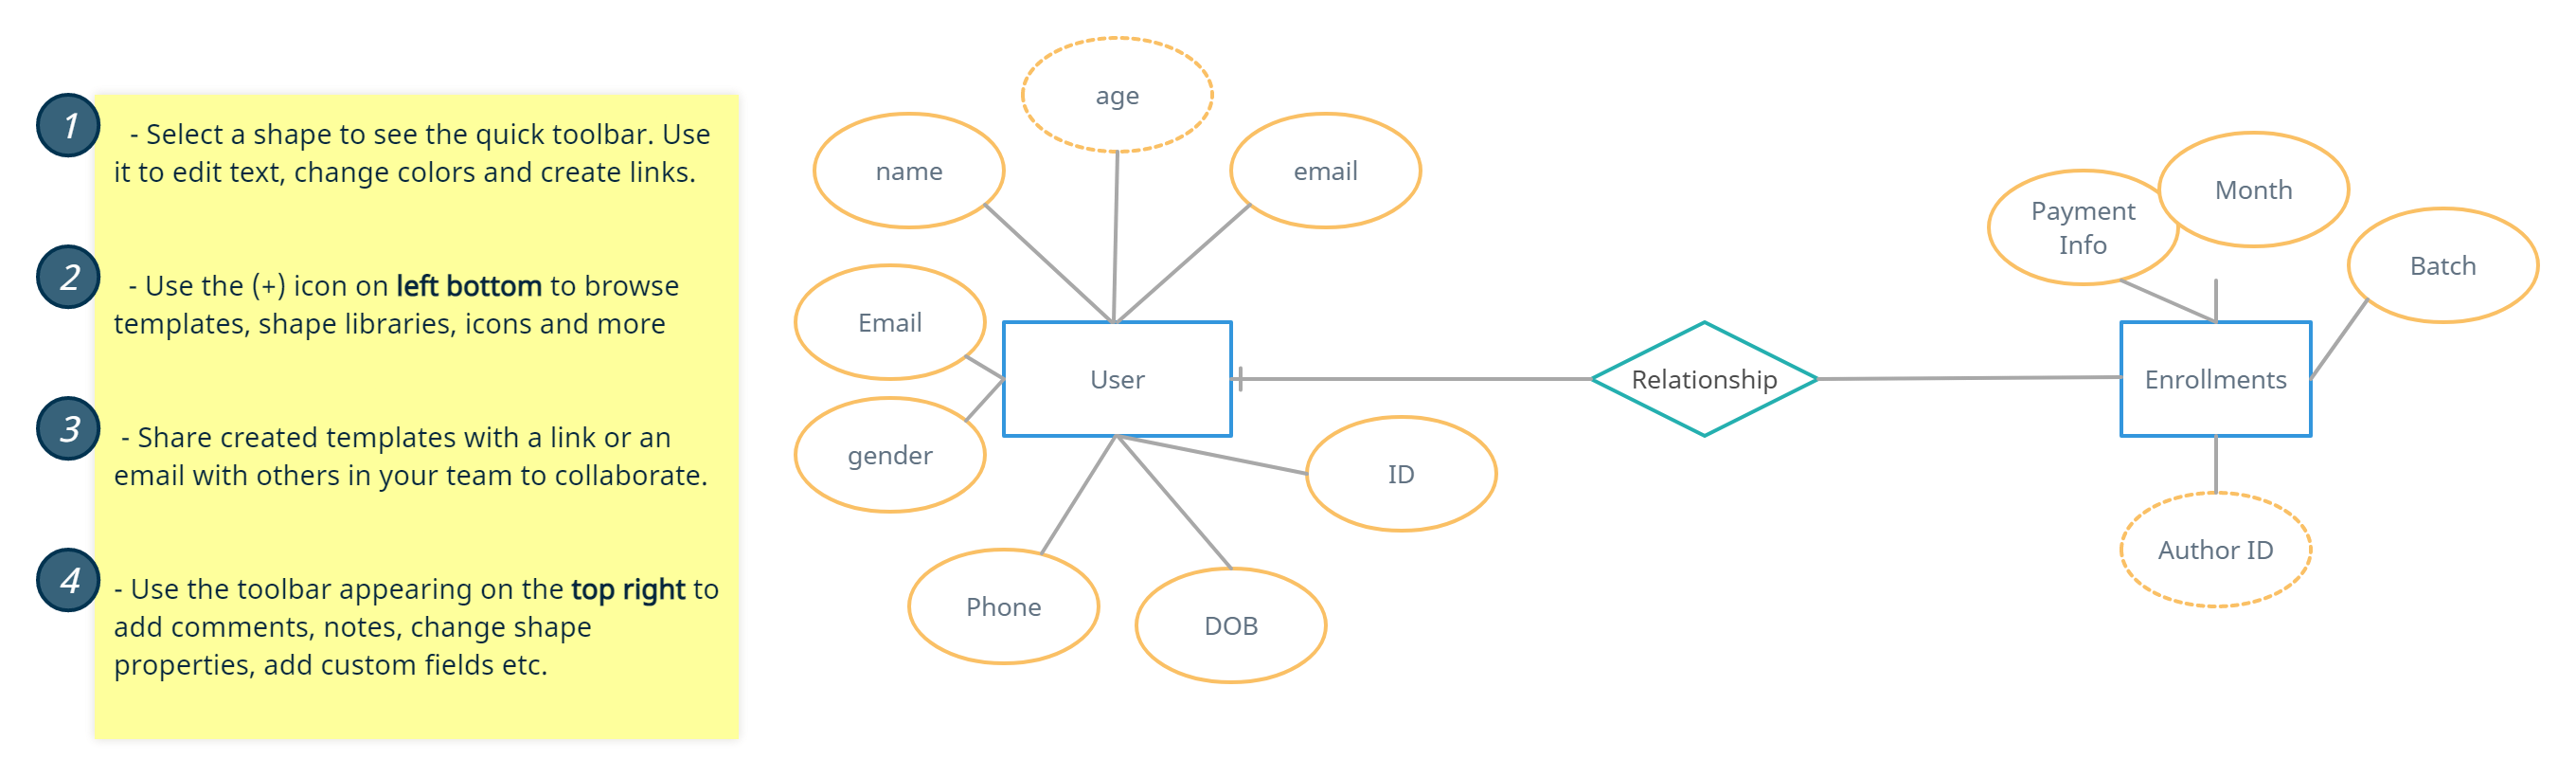 1
- Select a shape to see the quick toolbar. Use
it to edit text, change colors and create links.
2
- Use the (+) icon on left bottom to browse
templates, shape libraries, icons and more
3
- Share created templates with a link or an
email with others in your team to collaborate.
4
- Use the toolbar appearing on the top right to
add comments, notes, change shape
properties, add custom fields etc.
age
name
email
Email
User
gender
ID
Phone
DOB
Relationship
Payment
Info
Month
Batch
Enrollments
Author ID